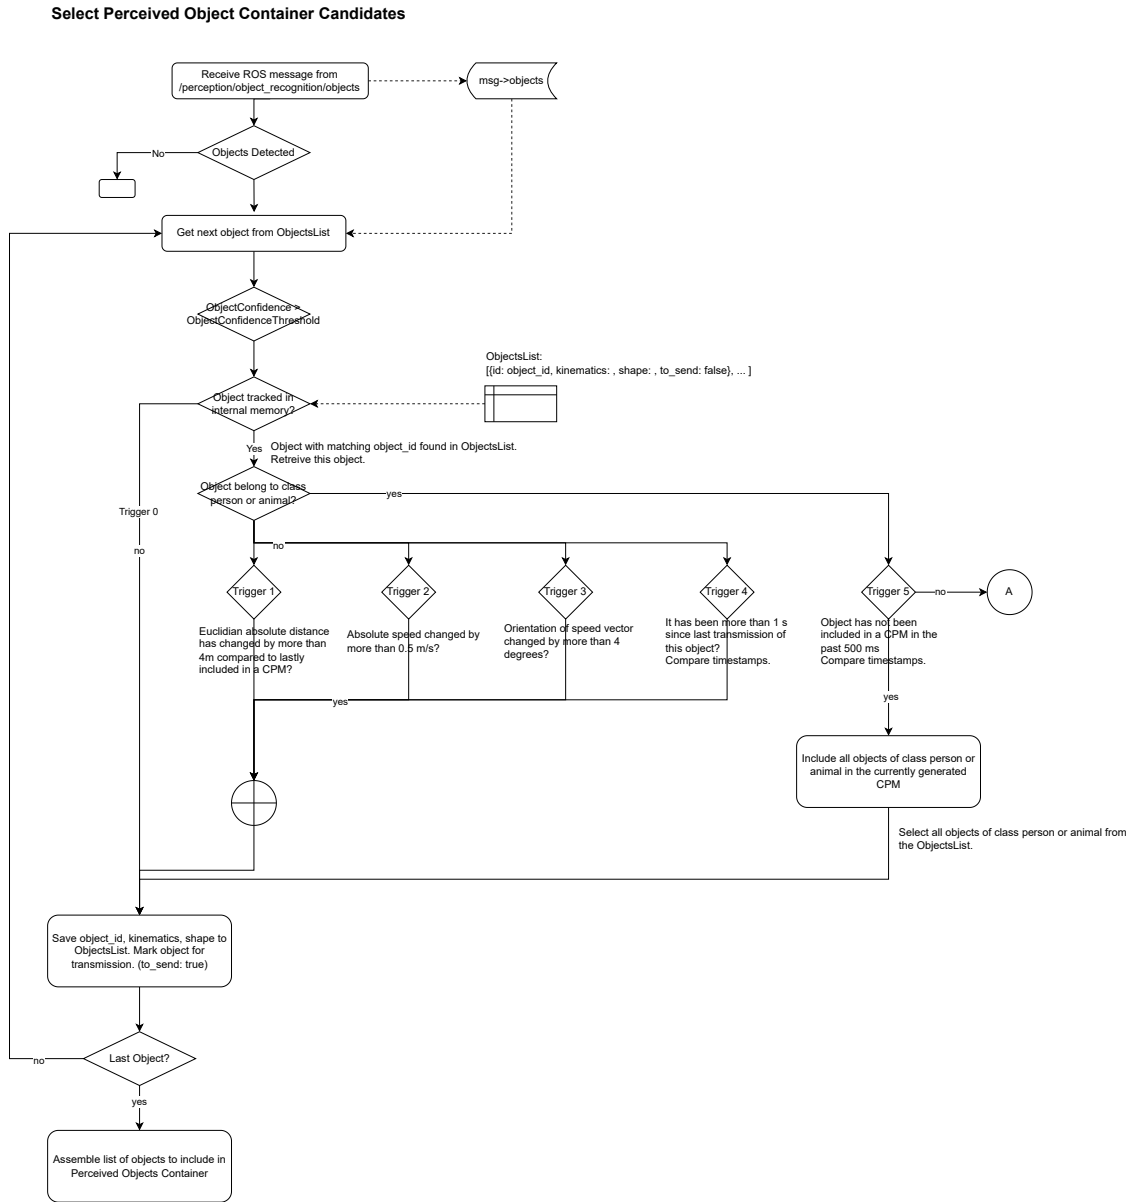 Select Perceived Object Container Candidates
Receive ROS message from
/perception/object_recognition/objects
msg->objects
Objects Detected
No
Get next object from ObjectsList
ObjectConfidence >
ObjectConfidenceThreshold
ObjectsList:
[{id: object_id, kinematics: , shape: , to_send: false}, ... ]
Object tracked in
internal memory?
Yes
Object with matching object_id found in ObjectsList.
Retreive this object.
Object belong to class
person or animal?
yes
Trigger 0
no
no
Trigger 1
Trigger 2
Trigger 3
Trigger 4
Trigger 5
no
A
Euclidian absolute distance
has changed by more than
4m compared to lastly
included in a CPM?
Absolute speed changed by
more than 0.5 m/s?
Orientation of speed vector
changed by more than 4
degrees?
It has been more than 1 s
since last transmission of
this object?
Compare timestamps.
Object has not been
included in a CPM in the
past 500 ms
Compare timestamps.
yes
yes
Include all objects of class person or
animal in the currently generated
CPM
Select all objects of class person or animal from
the ObjectsList.
Save object_id, kinematics, shape to
ObjectsList. Mark object for
transmission. (to_send: true)
Last Object?
no
yes
Assemble list of objects to include in
Perceived Objects Container